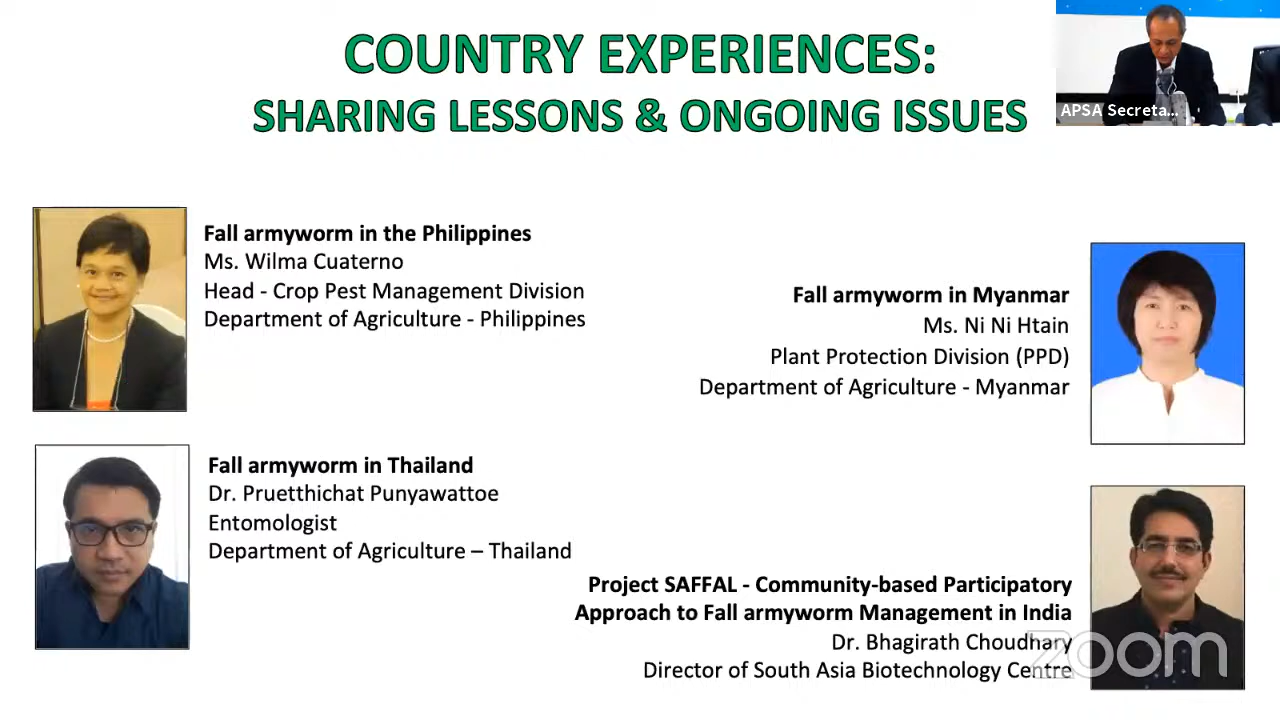 COUNTRY EXPERIENCES:
SHARING LESSONS & ONGOING ISSUES
APSA Secreta...
Fall armyworm in the Philippines
Ms. Wilma Cuaterno
Head - Crop Pest Management Division
Department of Agriculture - Philippines
Fall armyworm in Myanmar
Ms. Ni Ni Htain
Plant Protection Division (PPD)
Department of Agriculture - Myanmar
Fall armyworm in Thailand
Dr. Pruetthichat Punyawattoe
Entomologist
Department of Agriculture – Thailand
Project SAFFAL - Community-based Participatory
Approach to Fall armyworm Management in India
Dr. Bhagirath Choudhary
Director of South Asia Biotechnology Centre
zoom